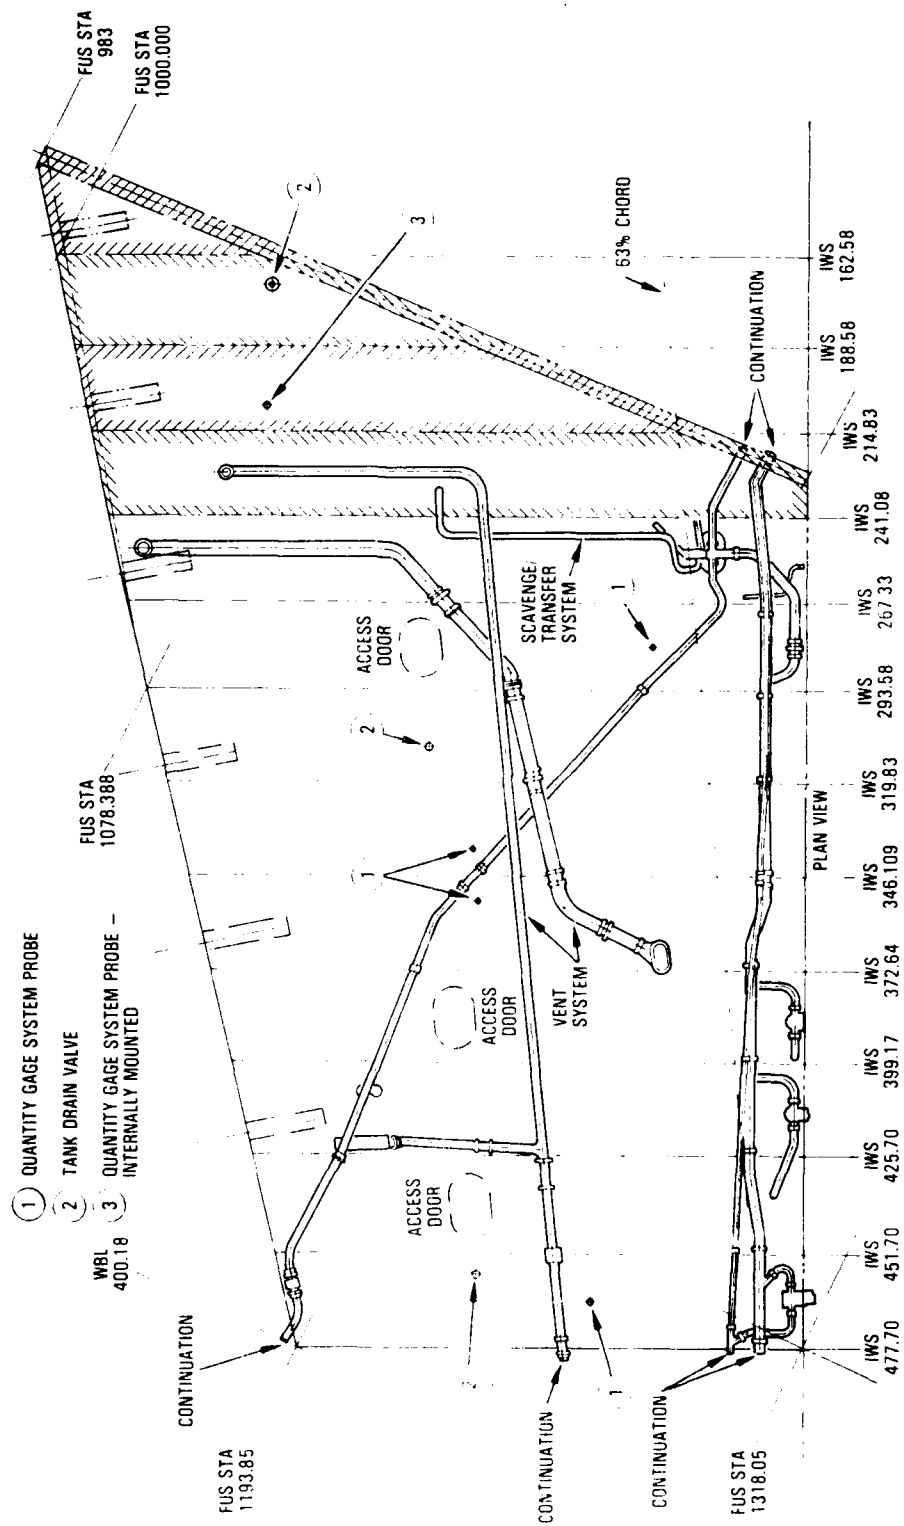 1 QUANTITY GAGE SYSTEM PROBE
2 TANK DRAIN VALVE
3 QUANTITY GAGE SYSTEM PROBE –
INTERNALLY MOUNTED
FUS STA
983
FUS STA
1000.000
2
3
63% CHORD
FUS STA
1078.388
ACCESS
DOOR
2
SCAVENGE/
TRANSFER
SYSTEM
1
CONTINUATION
1
VENT
SYSTEM
ACCESS
DOOR
ACCESS
DOOR
WBL
400.18
CONTINUATION
2
1
FUS STA
1193.85
CONTINUATION
CONTINUATION
FUS STA
1318.05
PLAN VIEW
IWS
477.70
IWS
451.70
IWS
425.70
IWS
399.17
IWS
372.64
IWS
346.109
IWS
319.83
IWS
293.58
IWS
267.33
IWS
241.08
IWS
214.83
IWS
188.58
IWS
162.58